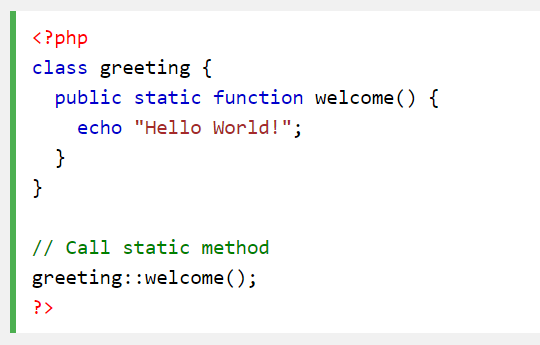 <?php
class greeting {
  public static function welcome() {
    echo "Hello World!";
  }
}

// Call static method
greeting::welcome();
?>